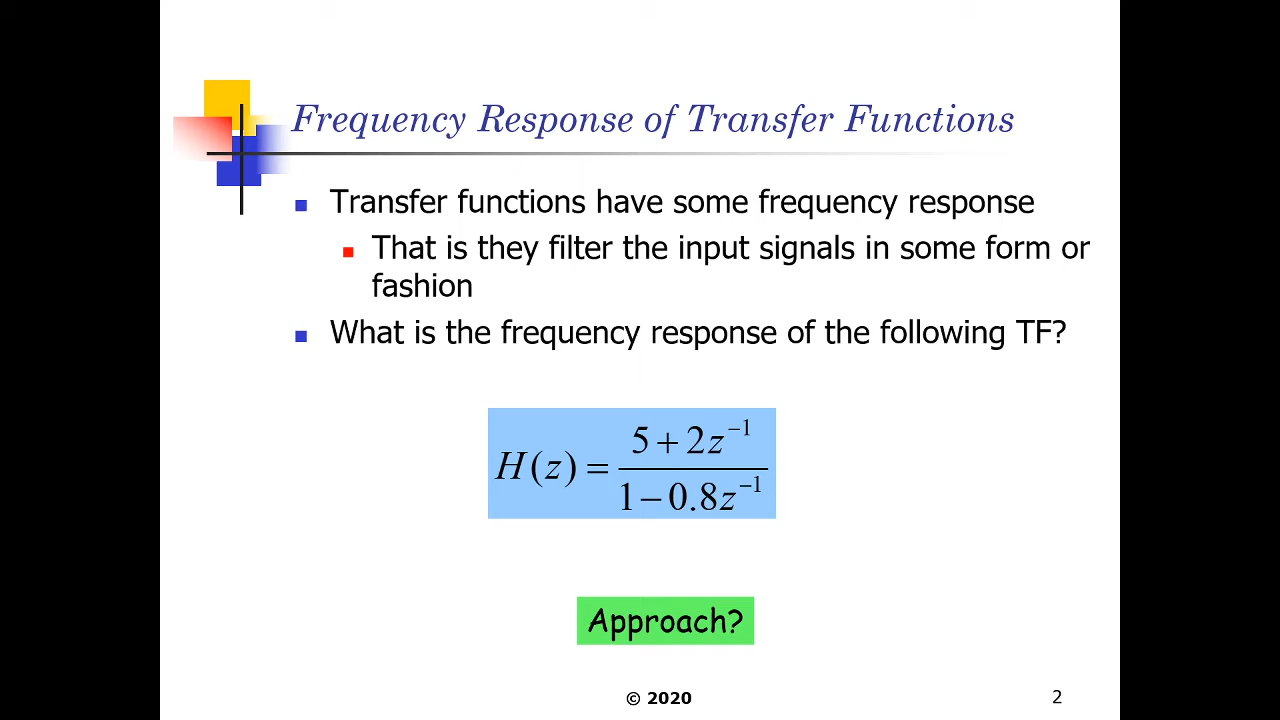 Frequency Response of Transfer Functions
Transfer functions have some frequency response
That is they filter the input signals in some form or
fashion
What is the frequency response of the following TF?
H(z) = (5 + 2z⁻¹) / (1 − 0.8z⁻¹)
Approach?
© 2020
2